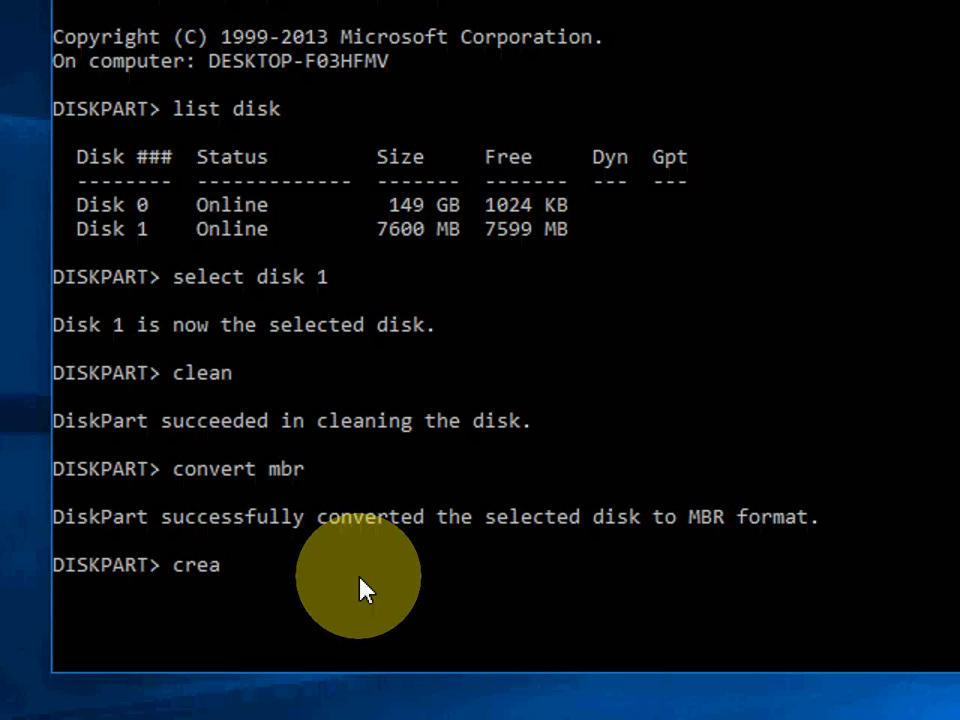 Copyright (C) 1999-2013 Microsoft Corporation.
On computer: DESKTOP-F03HFMV
DISKPART> list disk
Disk ### Status Size Free Dyn Gpt
-------- ------------- ------- ------- --- ---
Disk 0 Online 149 GB 1024 KB
Disk 1 Online 7600 MB 7599 MB
DISKPART> select disk 1
Disk 1 is now the selected disk.
DISKPART> clean
DiskPart succeeded in cleaning the disk.
DISKPART> convert mbr
DiskPart successfully converted the selected disk to MBR format.
DISKPART> crea